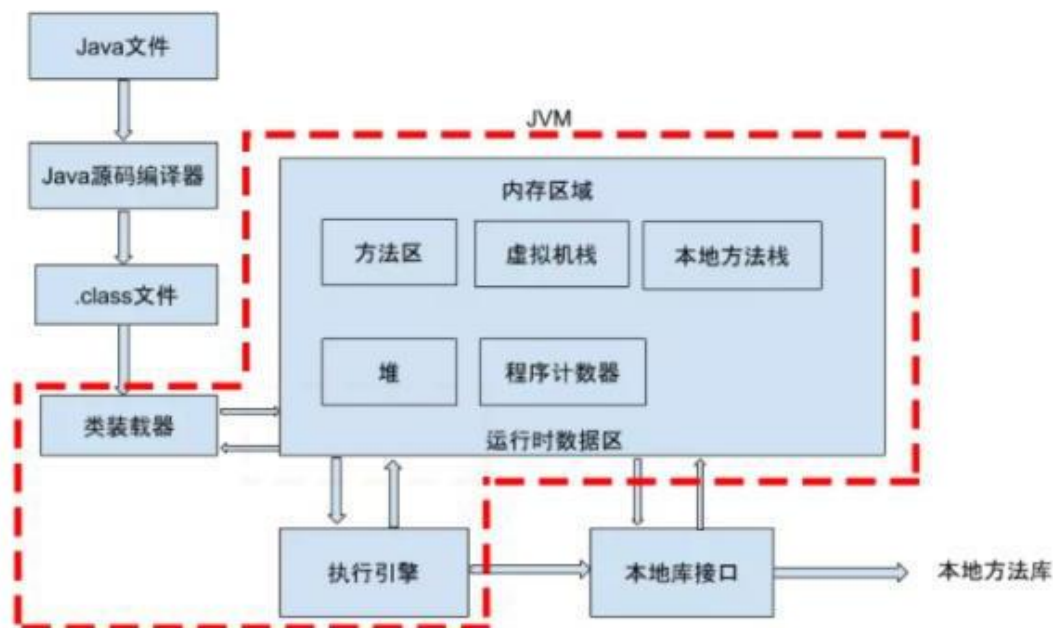 Java文件
JVM
Java源码编译器
内存区域
方法区
虚拟机栈
本地方法栈
.class文件
堆
程序计数器
类装载器
运行时数据区
执行引擎
本地库接口
本地方法库